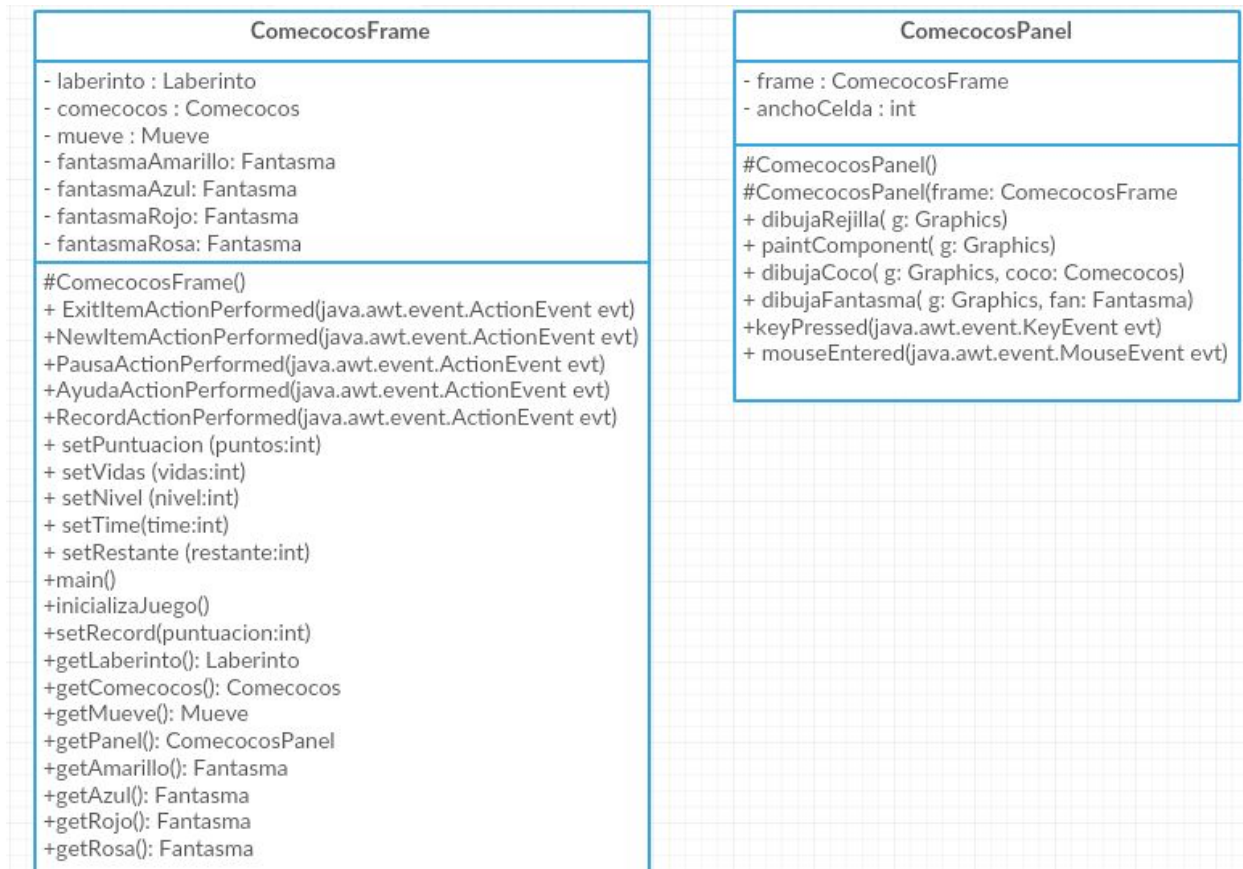 ComecocosFrame
- laberinto : Laberinto
- comecocos : Comecocos
- mueve : Mueve
- fantasmaAmarillo: Fantasma
- fantasmaAzul: Fantasma
- fantasmaRojo: Fantasma
- fantasmaRosa: Fantasma
#ComecocosFrame()
+ ExitItemActionPerformed(java.awt.event.ActionEvent evt)
+NewItemActionPerformed(java.awt.event.ActionEvent evt)
+PausaActionPerformed(java.awt.event.ActionEvent evt)
+AyudaActionPerformed(java.awt.event.ActionEvent evt)
+RecordActionPerformed(java.awt.event.ActionEvent evt)
+ setPuntuacion (puntos:int)
+ setVidas (vidas:int)
+ setNivel (nivel:int)
+ setTime(time:int)
+ setRestante (restante:int)
+main()
+inicializaJuego()
+setRecord(puntuacion:int)
+getLaberinto(): Laberinto
+getComecocos(): Comecocos
+getMueve(): Mueve
+getPanel(): ComecocosPanel
+getAmarillo(): Fantasma
+getAzul(): Fantasma
+getRojo(): Fantasma
+getRosa(): Fantasma
ComecocosPanel
- frame : ComecocosFrame
- anchoCelda : int
#ComecocosPanel()
#ComecocosPanel(frame: ComecocosFrame
+ dibujaRejilla( g: Graphics)
+ paintComponent( g: Graphics)
+ dibujaCoco( g: Graphics, coco: Comecocos)
+ dibujaFantasma( g: Graphics, fan: Fantasma)
+keyPressed(java.awt.event.KeyEvent evt)
+ mouseEntered(java.awt.event.MouseEvent evt)